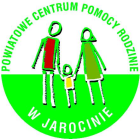 POWIATOWE CENTRUM POMOCY RODZINIE
W JAROCINIE